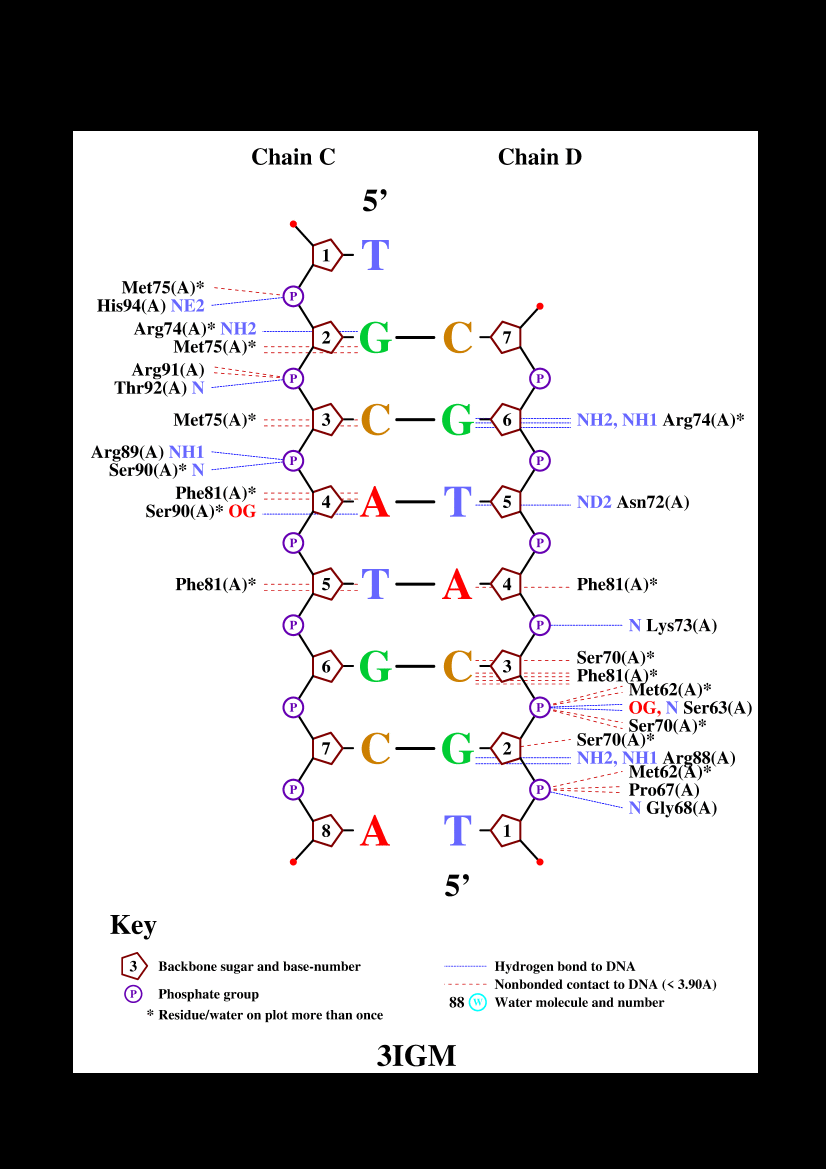 Chain C Chain D
5’
1 T
Met75(A)*
P
His94(A) NE2
Arg74(A)* NH2
2 G C 7
Met75(A)*
Arg91(A)
P P
Thr92(A) N
Met75(A)* 3 C G 6 NH2, NH1 Arg74(A)*
Arg89(A) NH1
P P
Ser90(A)* N
Phe81(A)*
4 A T 5 ND2 Asn72(A)
Ser90(A)* OG
P P
Phe81(A)* 5 T A 4 Phe81(A)*
P P N Lys73(A)
Ser70(A)*
6 G C 3
Phe81(A)*
Met62(A)*
P P OG, N Ser63(A)
Ser70(A)*
Ser70(A)*
7 C G 2
NH2, NH1 Arg88(A)
Met62(A)*
P P Pro67(A)
N Gly68(A)
8 A T 1
5’
Key
3 Backbone sugar and base-number
P Phosphate group
* Residue/water on plot more than once
Hydrogen bond to DNA
Nonbonded contact to DNA (< 3.90A)
88 W Water molecule and number
3IGM